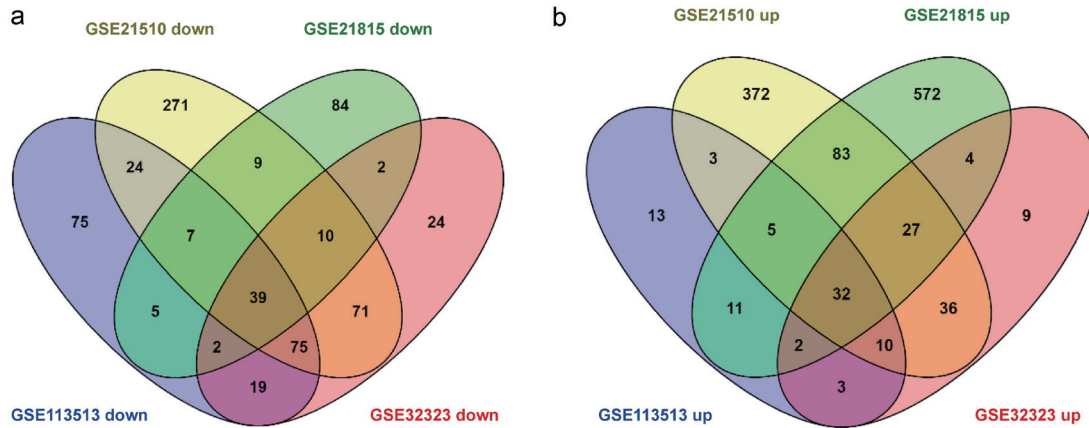 a
GSE21510 down GSE21815 down
271 84
24 9 2
75 7 10 24
39
5 71
2 75
19
GSE113513 down GSE32323 down
b
GSE21510 up GSE21815 up
372 572
3 83 4
13 5 27 9
32
11 36
2 10
3
GSE113513 up GSE32323 up